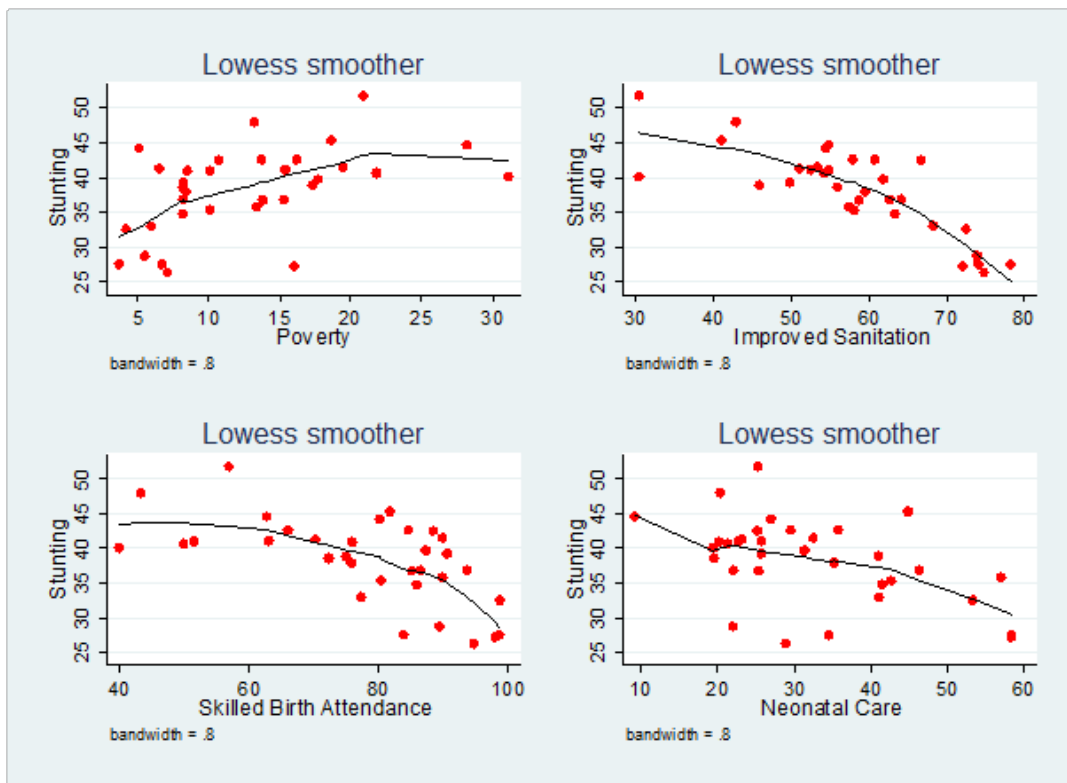 Lowess smoother
Stunting
50
45
40
35
30
25
5 10 15 20 25 30
Poverty
bandwidth = .8
Lowess smoother
Stunting
50
45
40
35
30
25
30 40 50 60 70 80
Improved Sanitation
bandwidth = .8
Lowess smoother
Stunting
50
45
40
35
30
25
40 60 80 100
Skilled Birth Attendance
bandwidth = .8
Lowess smoother
Stunting
50
45
40
35
30
25
10 20 30 40 50 60
Neonatal Care
bandwidth = .8